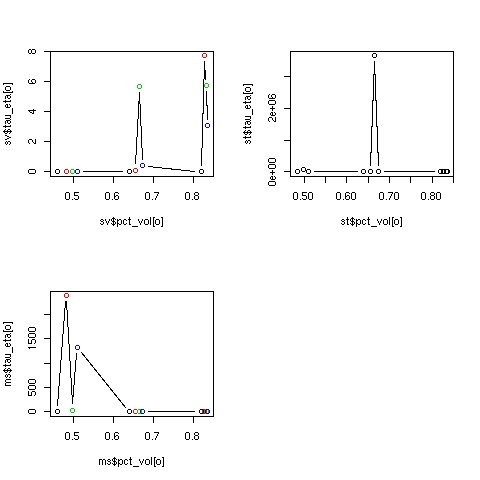 sv$tau_eta[o]
8
6
4
2
0
0.5 0.6 0.7 0.8
sv$pct_vol[o]
st$tau_eta[o]
2e+06
0e+00
0.50 0.60 0.70 0.80
st$pct_vol[o]
ms$tau_eta[o]
1500
500
0
0.5 0.6 0.7 0.8
ms$pct_vol[o]